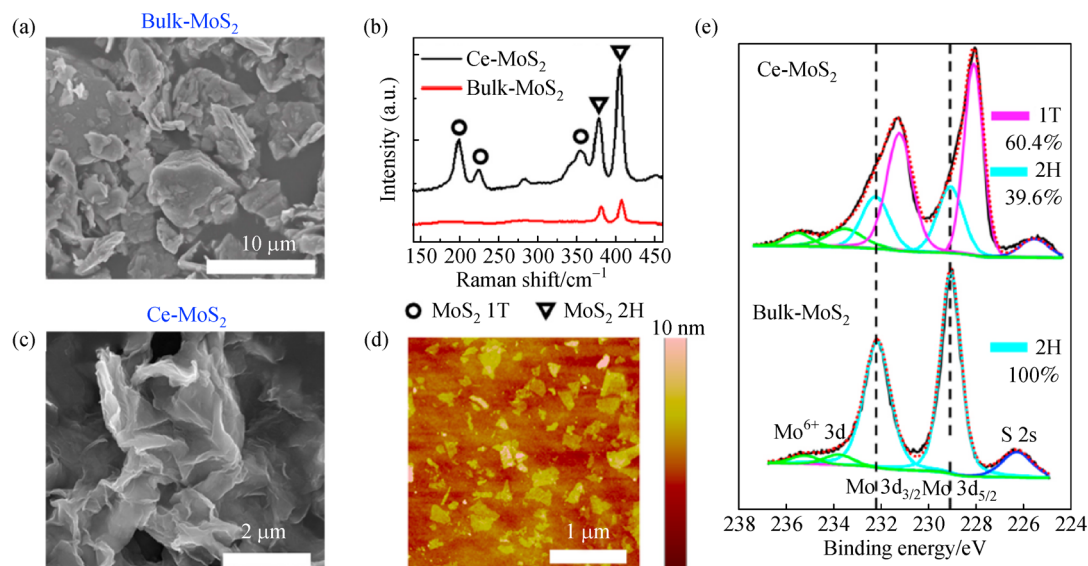 (a)
Bulk-MoS₂
10 μm
(b)
Intensity (a.u.)
Ce-MoS₂
Bulk-MoS₂
150 200 250 300 350 400 450
Raman shift/cm⁻¹
MoS₂ 1T
MoS₂ 2H
(c)
Ce-MoS₂
2 μm
(d)
10 nm
1 μm
(e)
Ce-MoS₂
1T
60.4%
2H
39.6%
Bulk-MoS₂
2H
100%
Mo⁶⁺ 3d
S 2s
Mo 3d₃/₂
Mo 3d₅/₂
238 236 232 229 226 224
Binding energy/eV